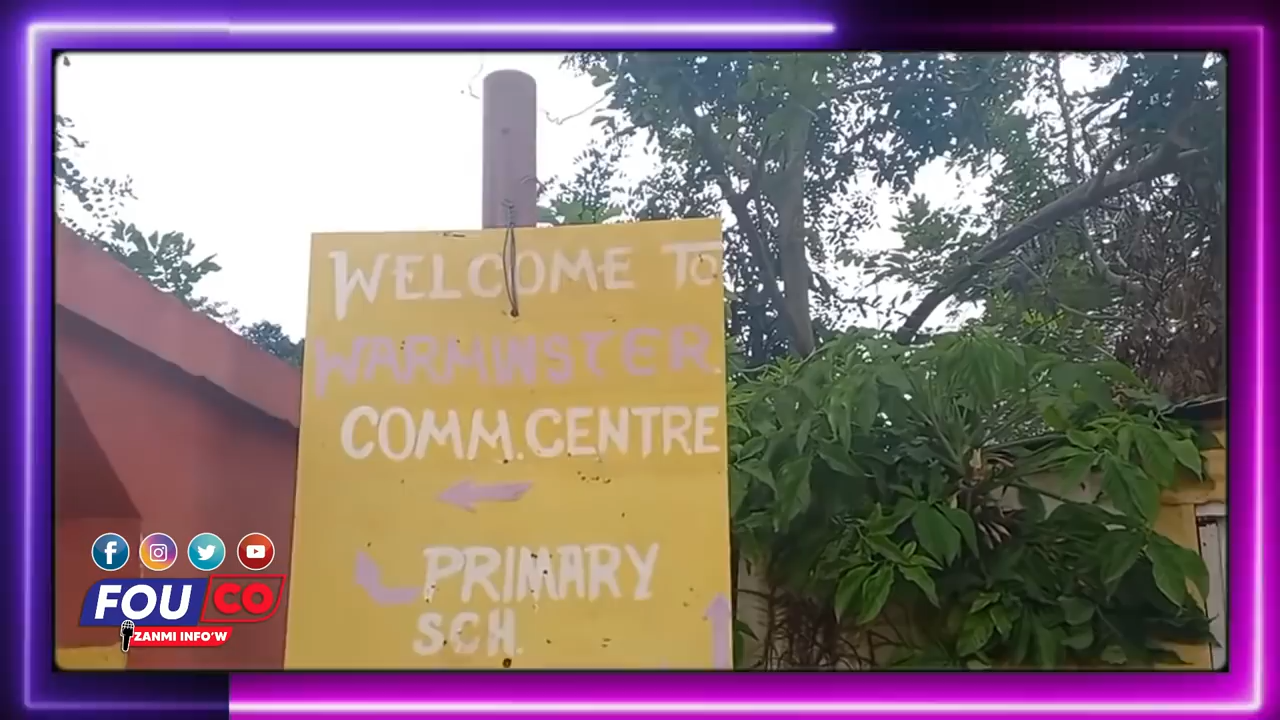 WELCOME TO
WARMINSTER
COMM. CENTRE
PRIMARY
SCH.
FOU CO
ZANMI INFO'W